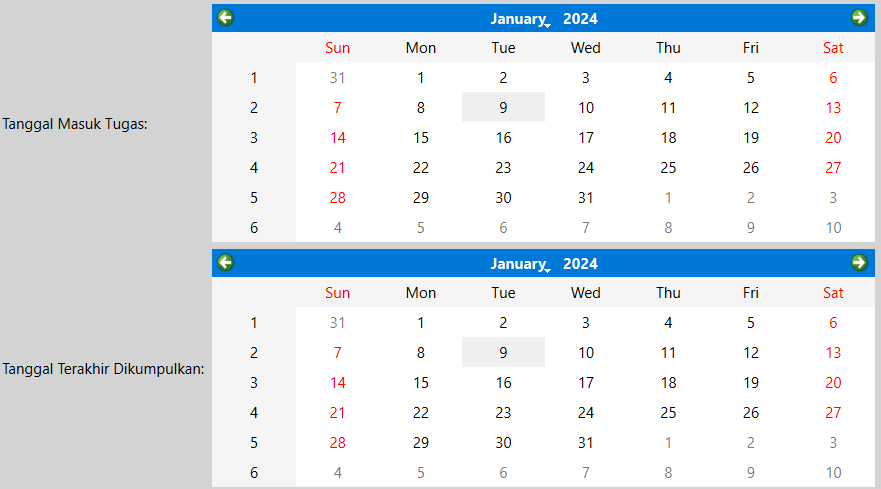 January 2024
Sun Mon Tue Wed Thu Fri Sat
1 31 1 2 3 4 5 6
2 7 8 9 10 11 12 13
Tanggal Masuk Tugas:
3 14 15 16 17 18 19 20
4 21 22 23 24 25 26 27
5 28 29 30 31 1 2 3
6 4 5 6 7 8 9 10
January 2024
Sun Mon Tue Wed Thu Fri Sat
1 31 1 2 3 4 5 6
2 7 8 9 10 11 12 13
Tanggal Terakhir Dikumpulkan:
3 14 15 16 17 18 19 20
4 21 22 23 24 25 26 27
5 28 29 30 31 1 2 3
6 4 5 6 7 8 9 10